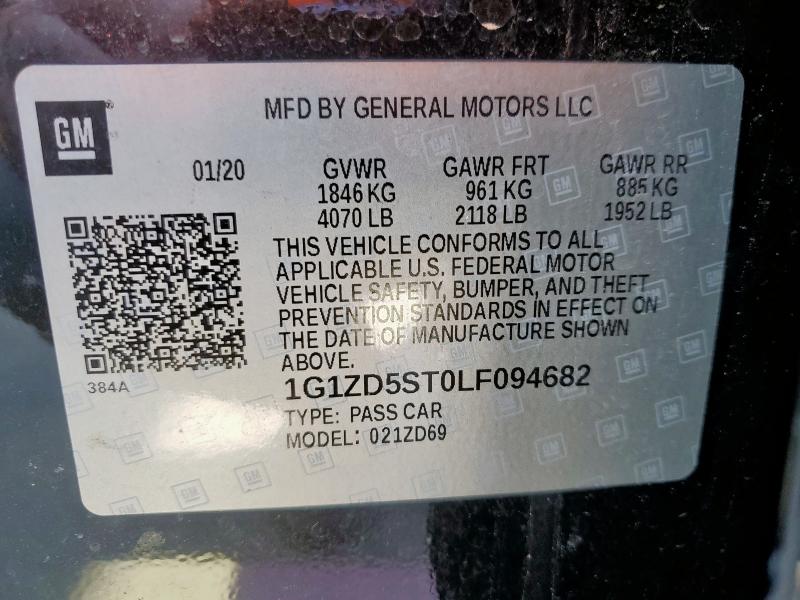 GM
MFD BY GENERAL MOTORS LLC
01/20
GVWR GAWR FRT GAWR RR
1846 KG 961 KG 885 KG
4070 LB 2118 LB 1952 LB
THIS VEHICLE CONFORMS TO ALL
APPLICABLE U.S. FEDERAL MOTOR
VEHICLE SAFETY, BUMPER, AND THEFT
PREVENTION STANDARDS IN EFFECT ON
THE DATE OF MANUFACTURE SHOWN
ABOVE.
384A
1G1ZD5ST0LF094682
TYPE: PASS CAR
MODEL: 021ZD69